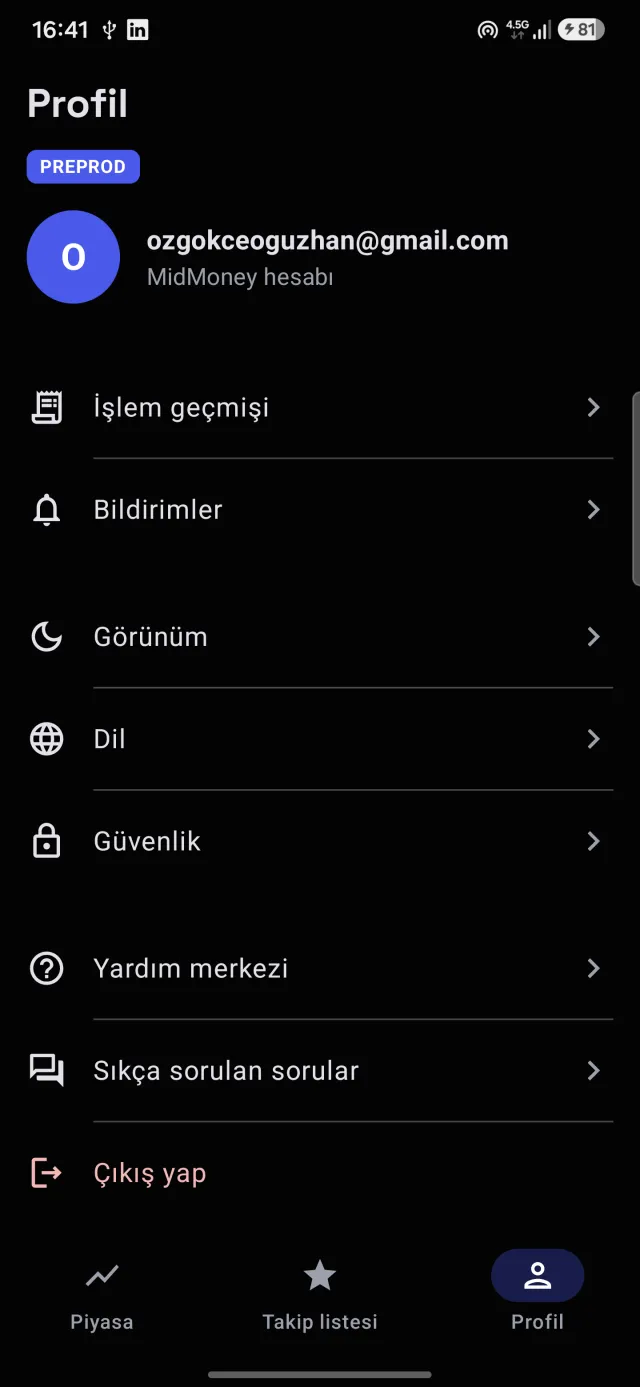 16:41
4.5G
81
Profil
PREPROD
O
ozgokceoguzhan@gmail.com
MidMoney hesabı
İşlem geçmişi
Bildirimler
Görünüm
Dil
Güvenlik
Yardım merkezi
Sıkça sorulan sorular
Çıkış yap
Piyasa
Takip listesi
Profil